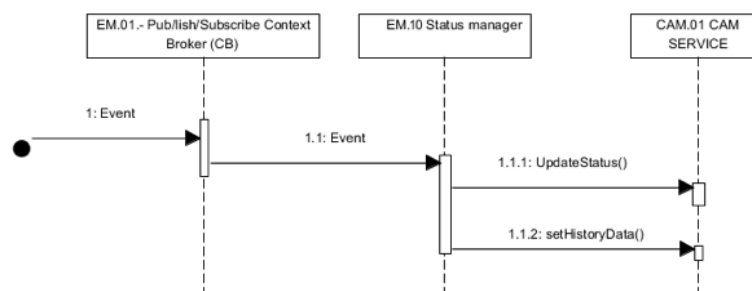 EM.01.- Pub/lish/Subscribe Context
Broker (CB)
EM.10 Status manager
CAM.01 CAM
SERVICE
1: Event
1.1: Event
1.1.1: UpdateStatus()
1.1.2: setHistoryData()